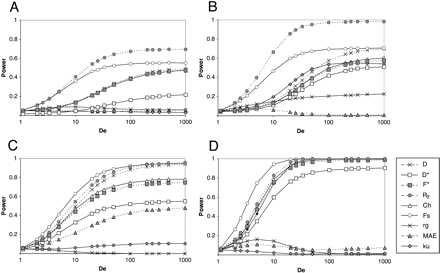 A
Power
1
0.8
0.6
0.4
0.2
0
1
10
100
1000
De
B
Power
1
0.8
0.6
0.4
0.2
0
1
10
100
1000
De
C
Power
1
0.8
0.6
0.4
0.2
0
1
10
100
1000
De
D
Power
1
0.8
0.6
0.4
0.2
0
1
10
100
1000
De
D
D*
F*
R2
Ch
Fs
rg
MAE
ku